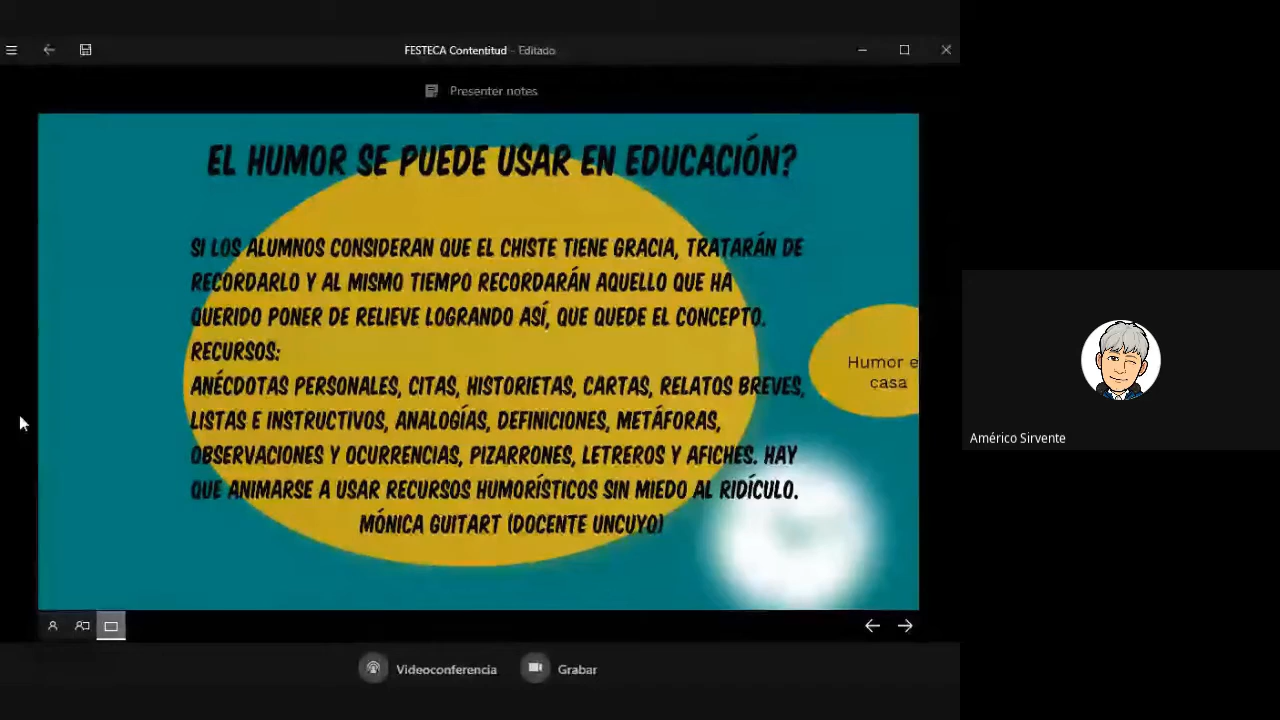 FESTECA Contentitud - Editado
Presenter notes
EL HUMOR SE PUEDE USAR EN EDUCACIÓN?
SI LOS ALUMNOS CONSIDERAN QUE EL CHISTE TIENE GRACIA, TRATARÁN DE
RECORDARLO Y AL MISMO TIEMPO RECORDARÁN AQUELLO QUE HA
QUERIDO PONER DE RELIEVE LOGRANDO ASÍ, QUE QUEDE EL CONCEPTO.
RECURSOS:
ANÉCDOTAS PERSONALES, CITAS, HISTORIETAS, CARTAS, RELATOS BREVES,
LISTAS E INSTRUCTIVOS, ANALOGÍAS, DEFINICIONES, METÁFORAS,
OBSERVACIONES Y OCURRENCIAS, PIZARRONES, LETREROS Y AFICHES. HAY
QUE ANIMARSE A USAR RECURSOS HUMORÍSTICOS SIN MIEDO AL RIDÍCULO.
MÓNICA GUITART (DOCENTE UNCUYO)
Humor e
casa
Américo Sirvente
Videoconferencia
Grabar